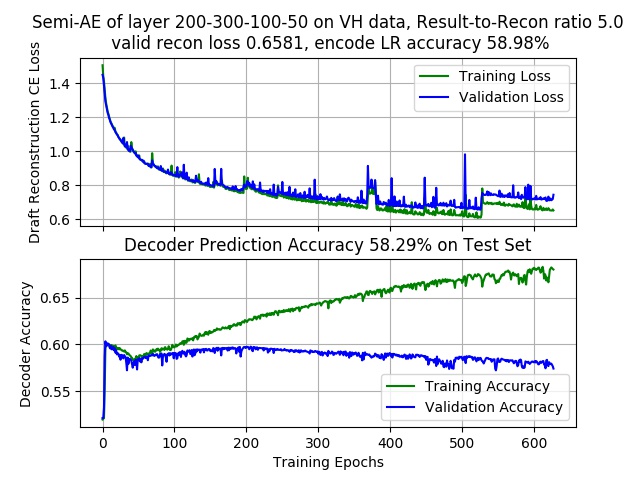 Semi-AE of layer 200-300-100-50 on VH data, Result-to-Recon ratio 5.0
valid recon loss 0.6581, encode LR accuracy 58.98%
Draft Reconstruction CE Loss
1.4
1.2
1.0
0.8
0.6
Training Loss
Validation Loss
Decoder Prediction Accuracy 58.29% on Test Set
Decoder Accuracy
0.65
0.60
0.55
Training Accuracy
Validation Accuracy
0 100 200 300 400 500 600
Training Epochs